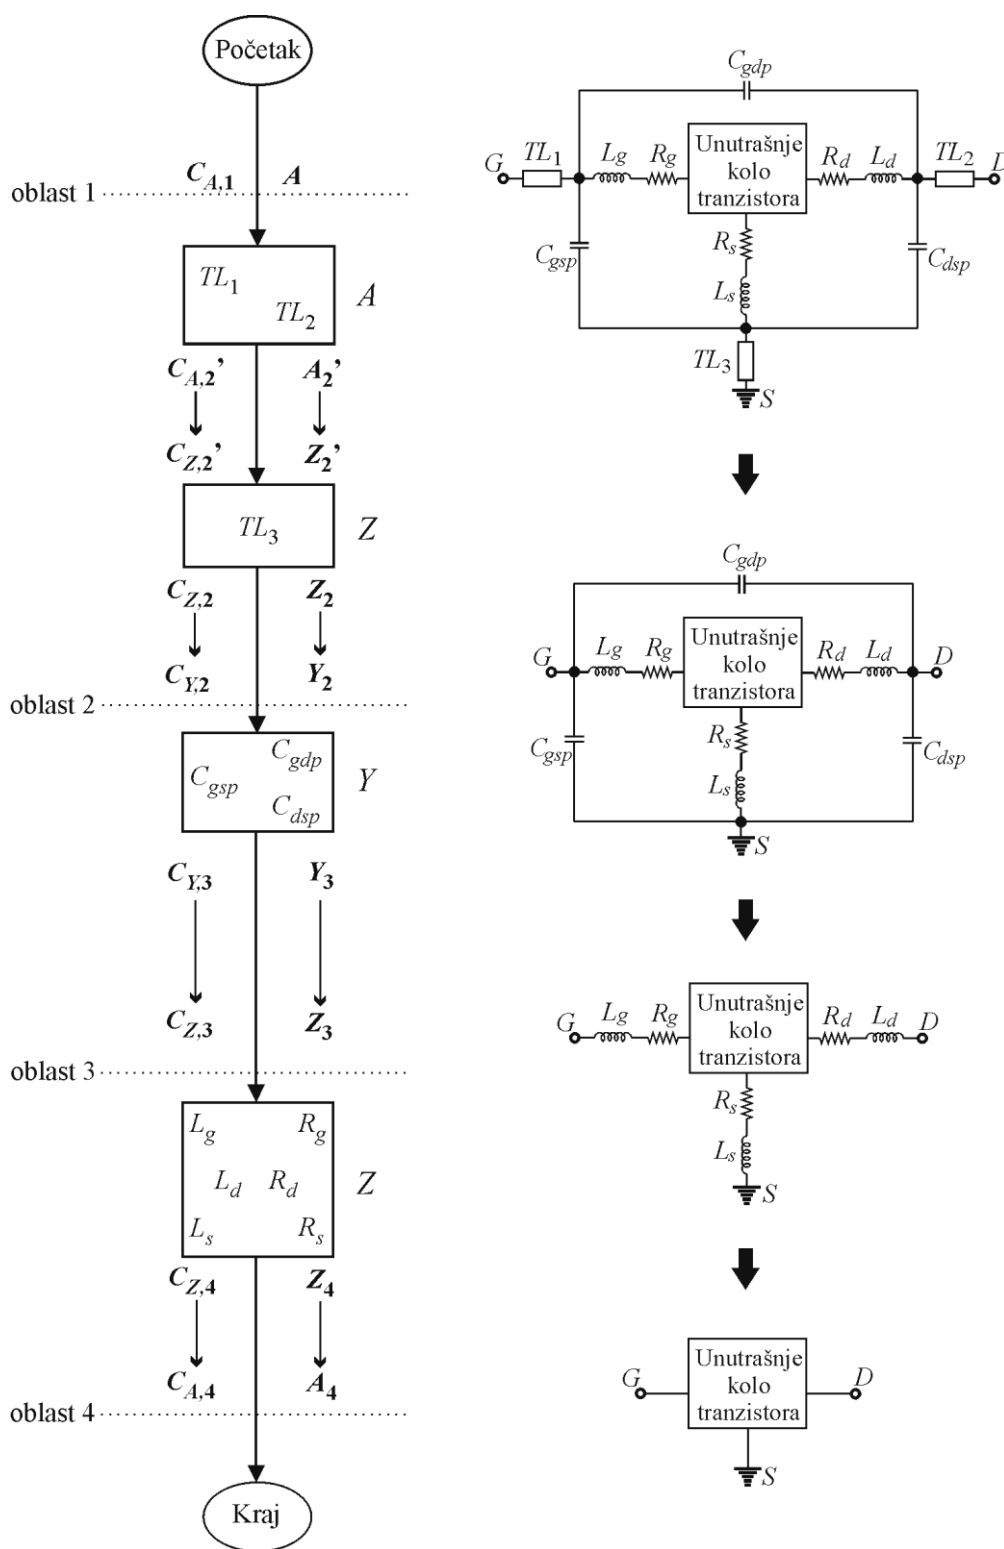 Početak
C_{A,1} A
oblast 1
TL_1
TL_2
A
C_{A,2}’ A_2’
C_{Z,2}’ Z_2’
TL_3 Z
C_{Z,2} Z_2
C_{Y,2} Y_2
oblast 2
C_{gdp}
C_{gsp} Y
C_{dsp}
C_{Y,3} Y_3
C_{Z,3} Z_3
oblast 3
L_g R_g
L_d R_d Z
L_s R_s
C_{Z,4} Z_4
C_{A,4} A_4
oblast 4
Kraj
C_{gdp}
G TL_1 L_g R_g
Unutrašnje
kolo
tranzistora
R_d L_d TL_2 D
R_s
C_{gsp} C_{dsp}
L_s
TL_3
S
C_{gdp}
G L_g R_g
Unutrašnje
kolo
tranzistora
R_d L_d D
R_s
C_{gsp} C_{dsp}
L_s
S
G L_g R_g
Unutrašnje
kolo
tranzistora
R_d L_d D
R_s
L_s
S
G
Unutrašnje
kolo
tranzistora
D
S